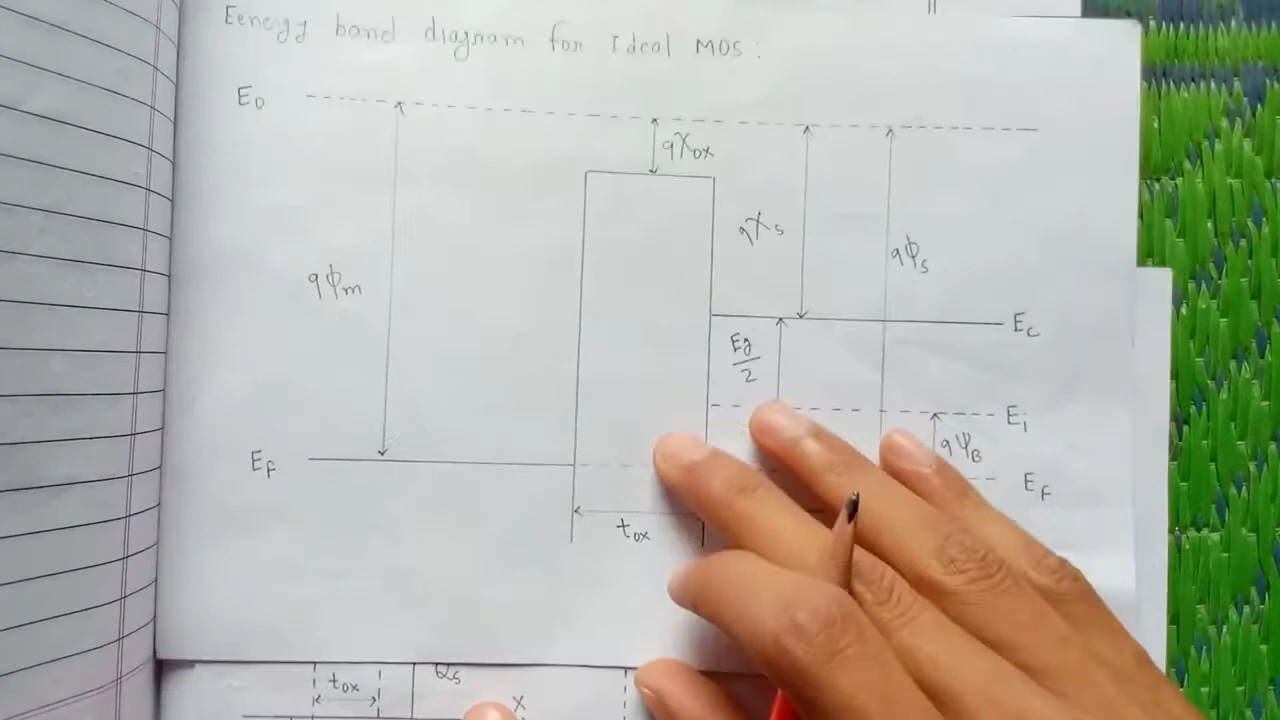 Eenegy band diagram for Ideal MOS:
E0
qχox
qχs
qϕs
qϕm
Ec
Eg/2
Ei
qψB
EF
EF
tox
tox
Qs
x